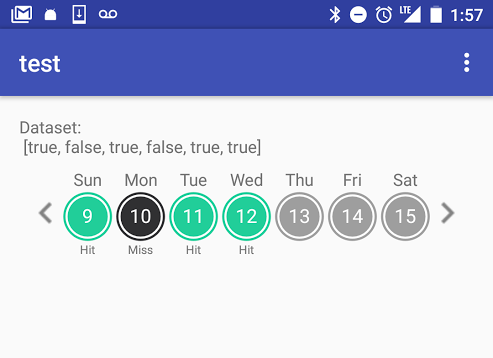 LTE 1:57
test
Dataset:
[true, false, true, false, true, true]
Sun Mon Tue Wed Thu Fri Sat
9 10 11 12 13 14 15
Hit Miss Hit Hit